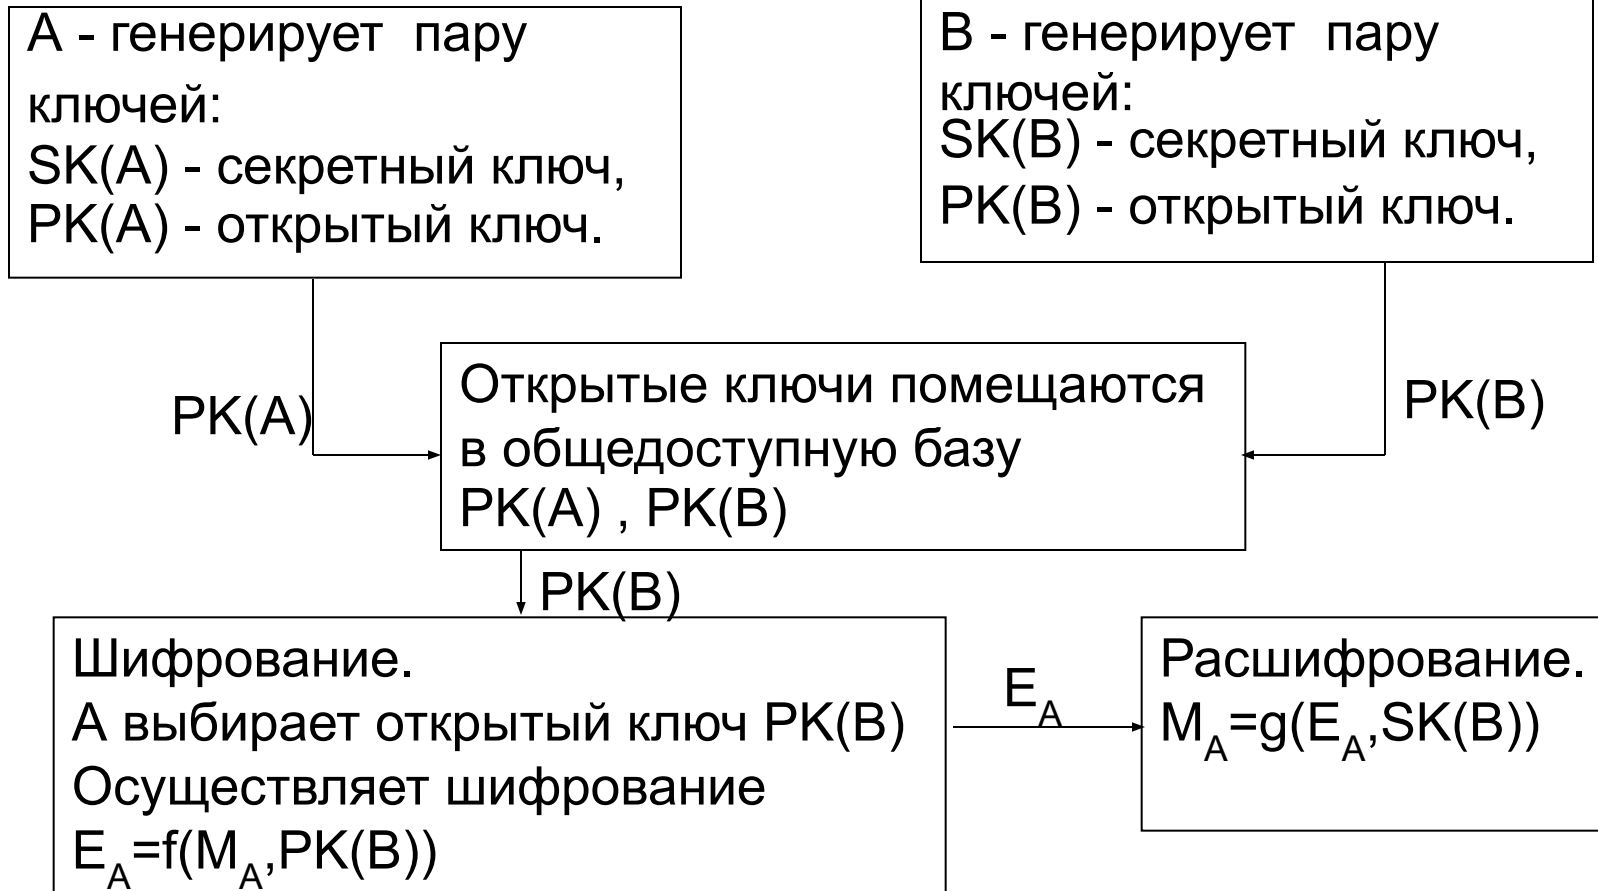 А - генерирует пару
ключей:
SK(A) - секретный ключ,
PK(A) - открытый ключ.
В - генерирует пару
ключей:
SK(B) - секретный ключ,
PK(B) - открытый ключ.
PK(A)
Открытые ключи помещаются
в общедоступную базу
PK(A) , PK(B)
PK(B)
PK(B)
Шифрование.
А выбирает открытый ключ PK(B)
Осуществляет шифрование
E_A=f(M_A,PK(B))
E_A
Расшифрование.
M_A=g(E_A,SK(B))